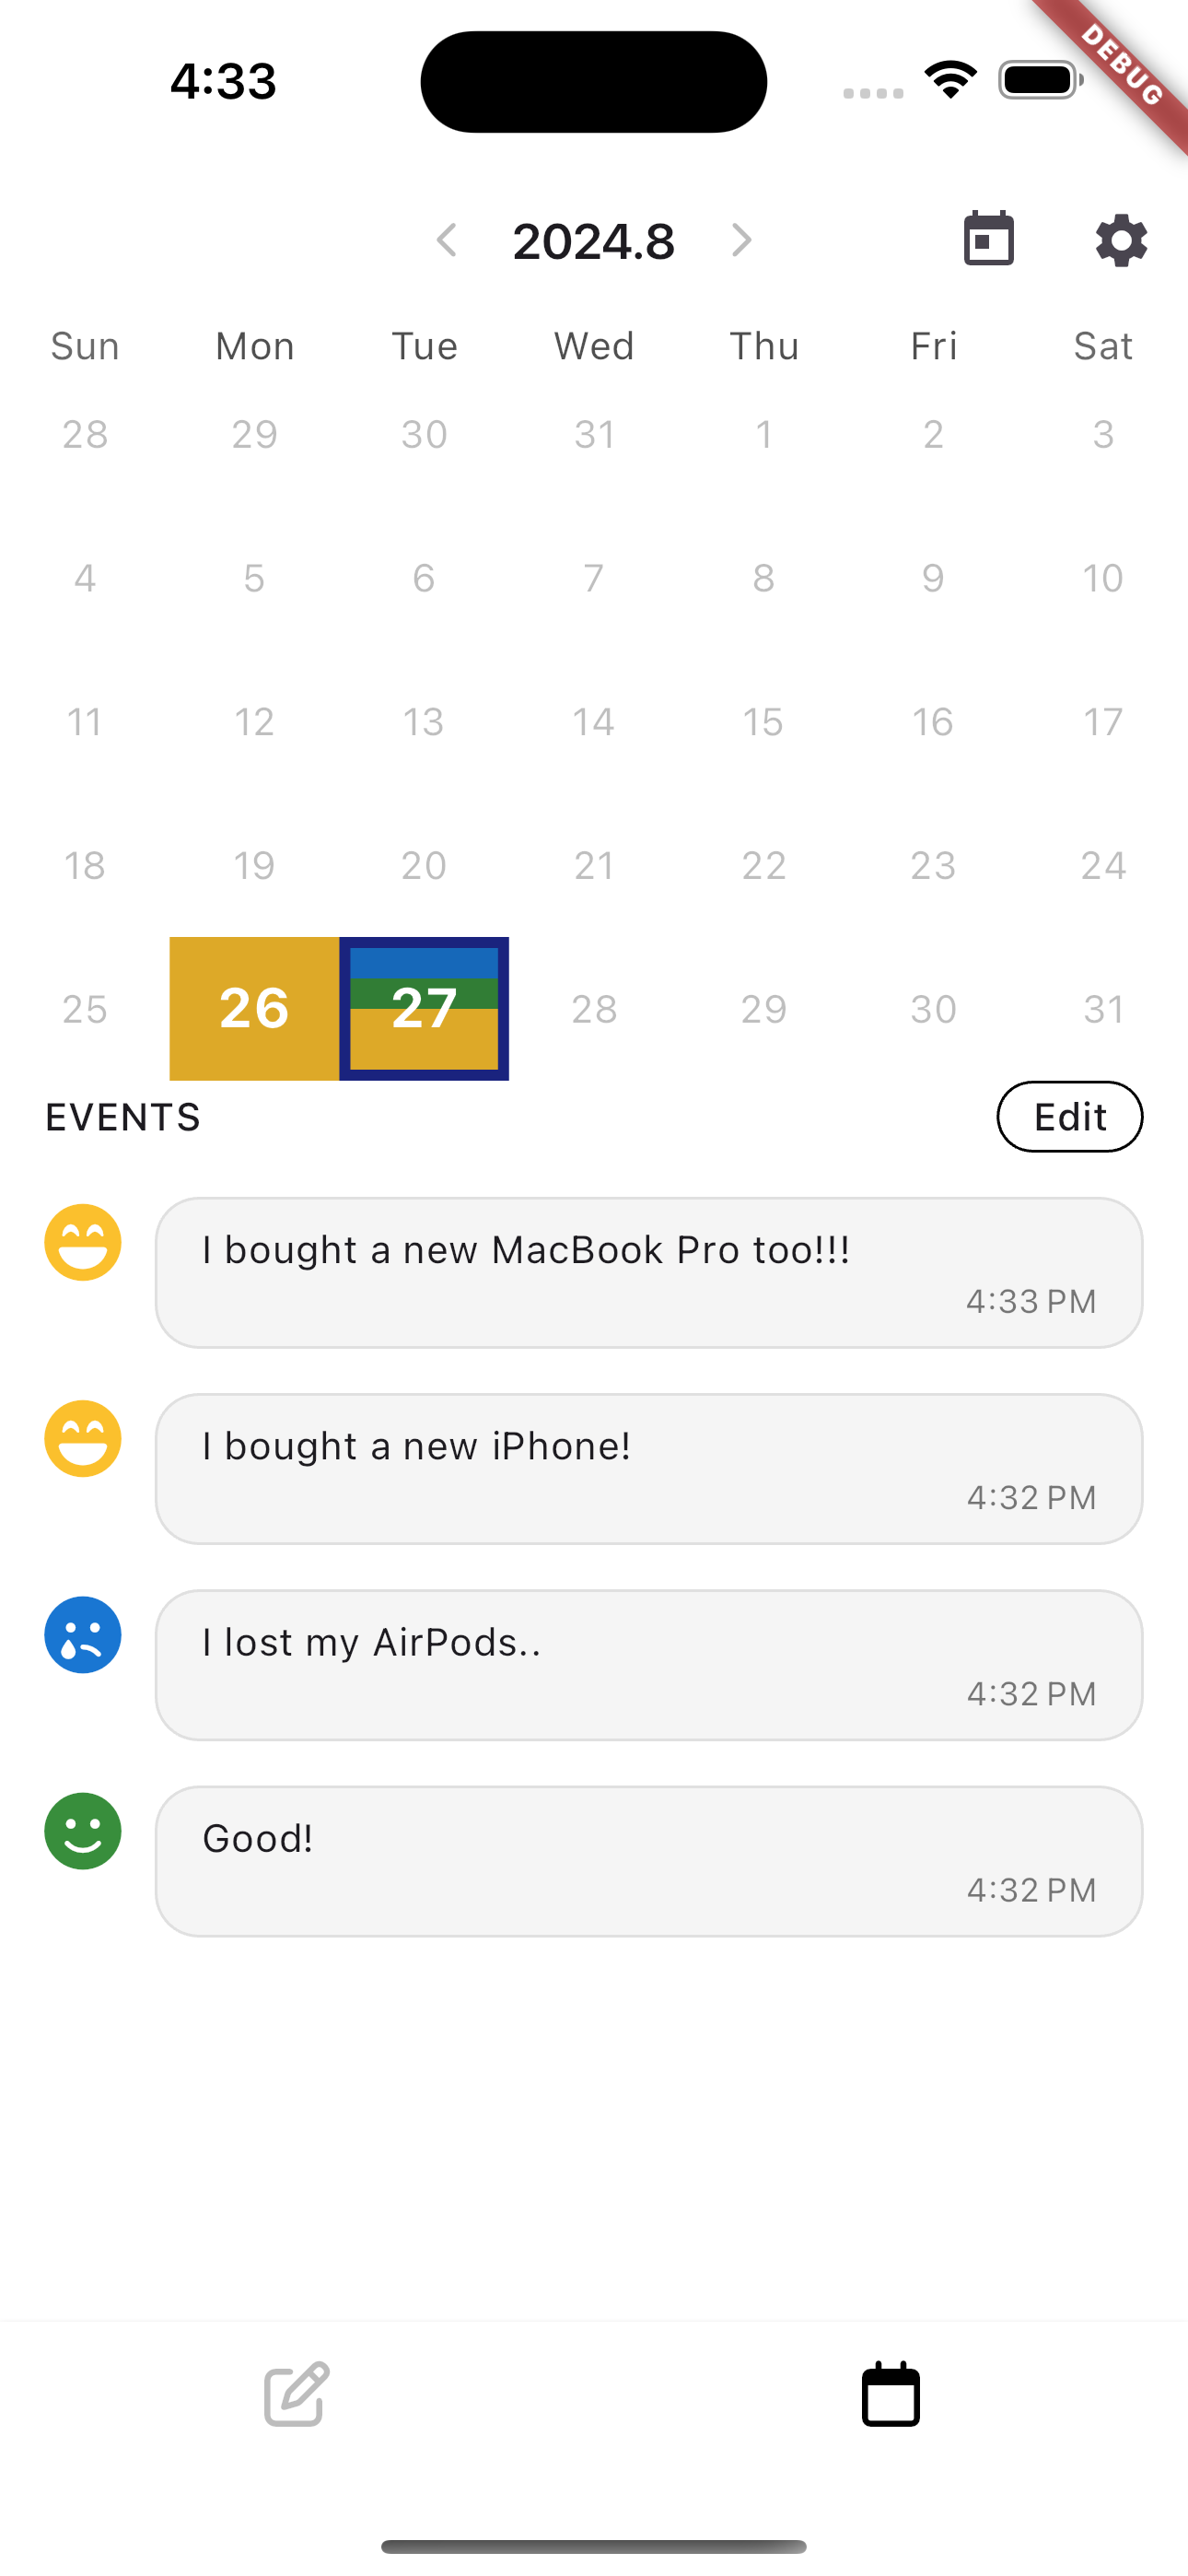 4:33
DEBUG
2024.8
Sun Mon Tue Wed Thu Fri Sat
28 29 30 31 1 2 3
4 5 6 7 8 9 10
11 12 13 14 15 16 17
18 19 20 21 22 23 24
25 26 27 28 29 30 31
EVENTS Edit
I bought a new MacBook Pro too!!!
4:33 PM
I bought a new iPhone!
4:32 PM
I lost my AirPods..
4:32 PM
Good!
4:32 PM